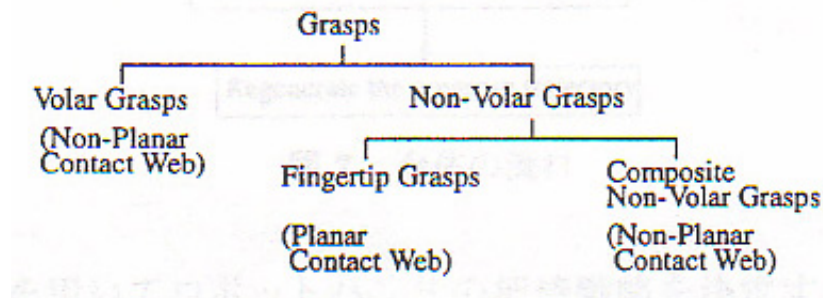 Grasps
Volar Grasps
(Non-Planar
Contact Web)
Non-Volar Grasps
Fingertip Grasps
(Planar
Contact Web)
Composite
Non-Volar Grasps
(Non-Planar
Contact Web)